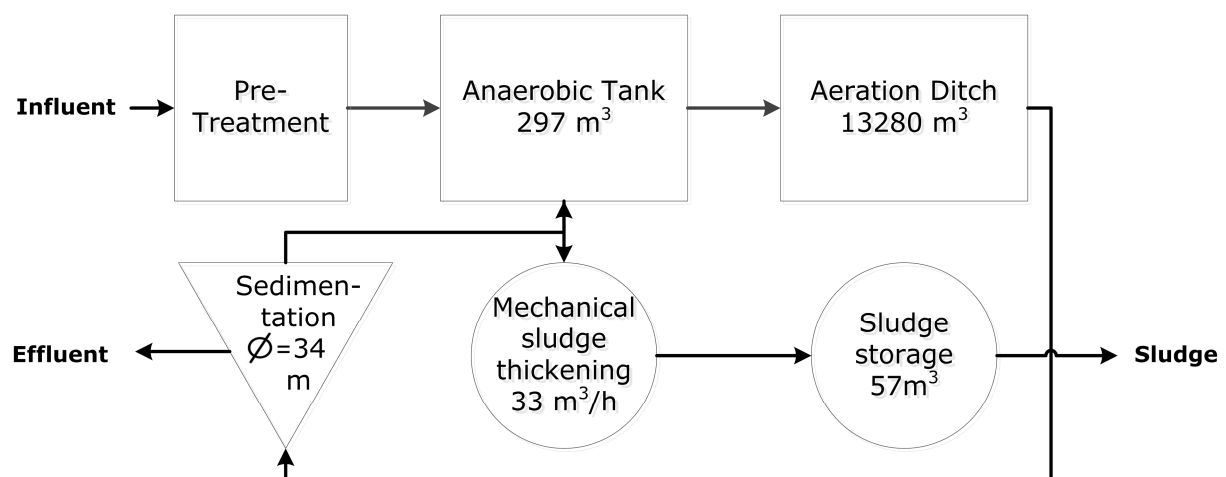 Influent
Pre-
Treatment
Anaerobic Tank
297 m³
Aeration Ditch
13280 m³
Effluent
Sedimen-
tation
Ø=34
m
Mechanical
sludge
thickening
33 m³/h
Sludge
storage
57m³
Sludge